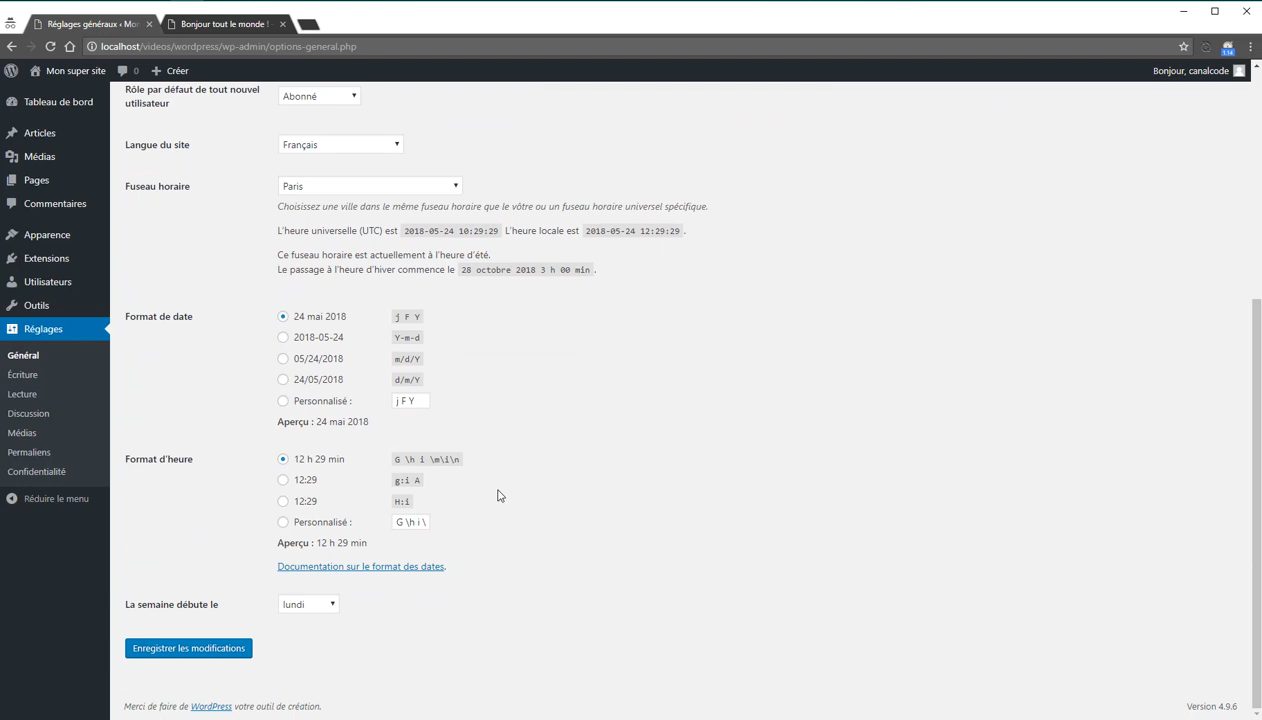 Réglages généraux ‹ Mon
Bonjour tout le monde ! -
localhost/videos/wordpress/wp-admin/options-general.php
1.14
Mon super site
0
Créer
Bonjour, canalcode
Tableau de bord
Articles
Médias
Pages
Commentaires
Apparence
Extensions
Utilisateurs
Outils
Réglages
Général
Écriture
Lecture
Discussion
Médias
Permaliens
Confidentialité
Réduire le menu
Rôle par défaut de tout nouvel
utilisateur
Abonné
Langue du site
Français
Fuseau horaire
Paris
Choisissez une ville dans le même fuseau horaire que le vôtre ou un fuseau horaire universel spécifique.
L'heure universelle (UTC) est 2018-05-24 10:29:29 L'heure locale est 2018-05-24 12:29:29.
Ce fuseau horaire est actuellement à l'heure d'été.
Le passage à l'heure d'hiver commence le 28 octobre 2018 3 h 00 min.
Format de date
24 mai 2018 j F Y
2018-05-24 Y-m-d
05/24/2018 m/d/Y
24/05/2018 d/m/Y
Personnalisé : j F Y
Aperçu : 24 mai 2018
Format d'heure
12 h 29 min G \h i \m\i\n
12:29 g:i A
12:29 H:i
Personnalisé : G \h i \
Aperçu : 12 h 29 min
Documentation sur le format des dates.
La semaine débute le
lundi
Enregistrer les modifications
Merci de faire de WordPress votre outil de création.
Version 4.9.6